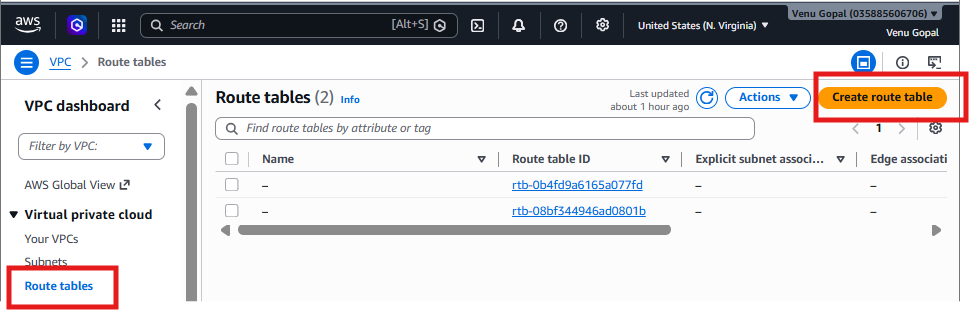 Venu Gopal (035885606706)
aws
Search [Alt+S]
United States (N. Virginia)
Venu Gopal
VPC > Route tables
VPC dashboard
Filter by VPC:
AWS Global View
Virtual private cloud
Your VPCs
Subnets
Route tables
Route tables (2) Info
Last updated
about 1 hour ago
Actions
Create route table
Find route tables by attribute or tag
1
Name Route table ID Explicit subnet associ... Edge associati
– rtb-0b4fd9a6165a077fd – –
– rtb-08bf344946ad0801b – –